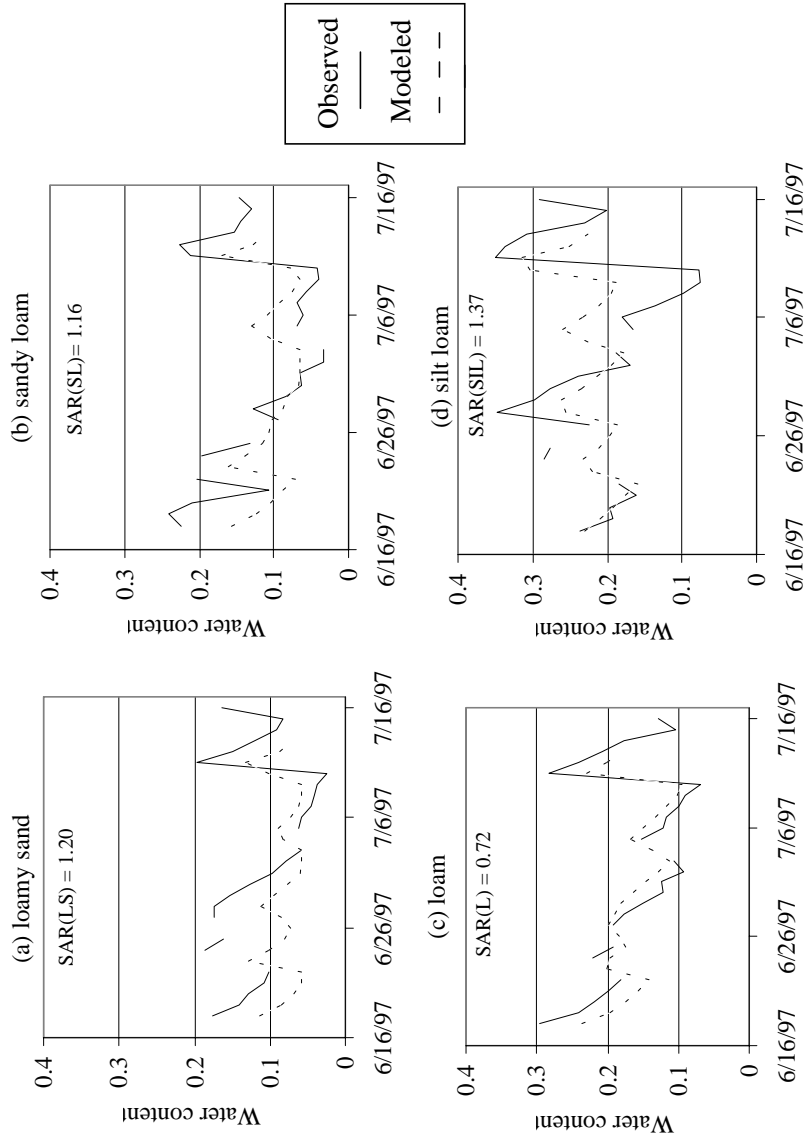 (a) loamy sand
SAR(LS) = 1.20
Water content
0.4
0.3
0.2
0.1
0
6/16/97
6/26/97
7/6/97
7/16/97
(b) sandy loam
SAR(SL)= 1.16
Water content
0.4
0.3
0.2
0.1
0
6/16/97
6/26/97
7/6/97
7/16/97
(c) loam
SAR(L) = 0.72
Water content
0.4
0.3
0.2
0.1
0
6/16/97
6/26/97
7/6/97
7/16/97
(d) silt loam
SAR(SIL) = 1.37
Water content
0.4
0.3
0.2
0.1
0
6/16/97
6/26/97
7/6/97
7/16/97
Observed
Modeled